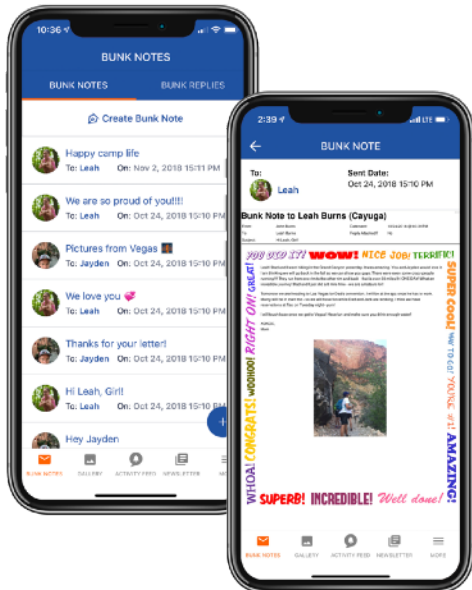 10:36
BUNK NOTES
BUNK NOTES
BUNK REPLIES
Create Bunk Note
Happy camp life
To: Leah On: Nov 2, 2018 15:11 PM
We are so proud of you!!!!
To: Leah On: Oct 24, 2018 15:10 PM
Pictures from Vegas
To: Jayden On: Oct 24, 2018 15:10 PM
We love you 💞
To: Leah On: Oct 24, 2018 15:10 PM
Thanks for your letter!
To: Jayden On: Oct 24, 2018 15:10 PM
Hi Leah, Girl!
To: Leah On: Oct 24, 2018 15:10 PM
Hey Jayden
+
BUNK NOTES
GALLERY
ACTIVITY FEED
NEWSLETTER
2:39
LTE
BUNK NOTE
To:
Leah
Sent Date:
Oct 24, 2018 15:10 PM
Bunk Note to Leah Burns (Cayuga)
YOU DID IT! WOW! NICE JOB! TERRIFIC!
SUPER COOL! WAY TO GO! YOU'RE #1! AMAZING!
WHOA! CONGRATS! WOOHOO! RIGHT ON! GREAT!
SUPERB! INCREDIBLE! Well done!
BUNK NOTES
GALLERY
ACTIVITY FEED
NEWSLETTER
MORE